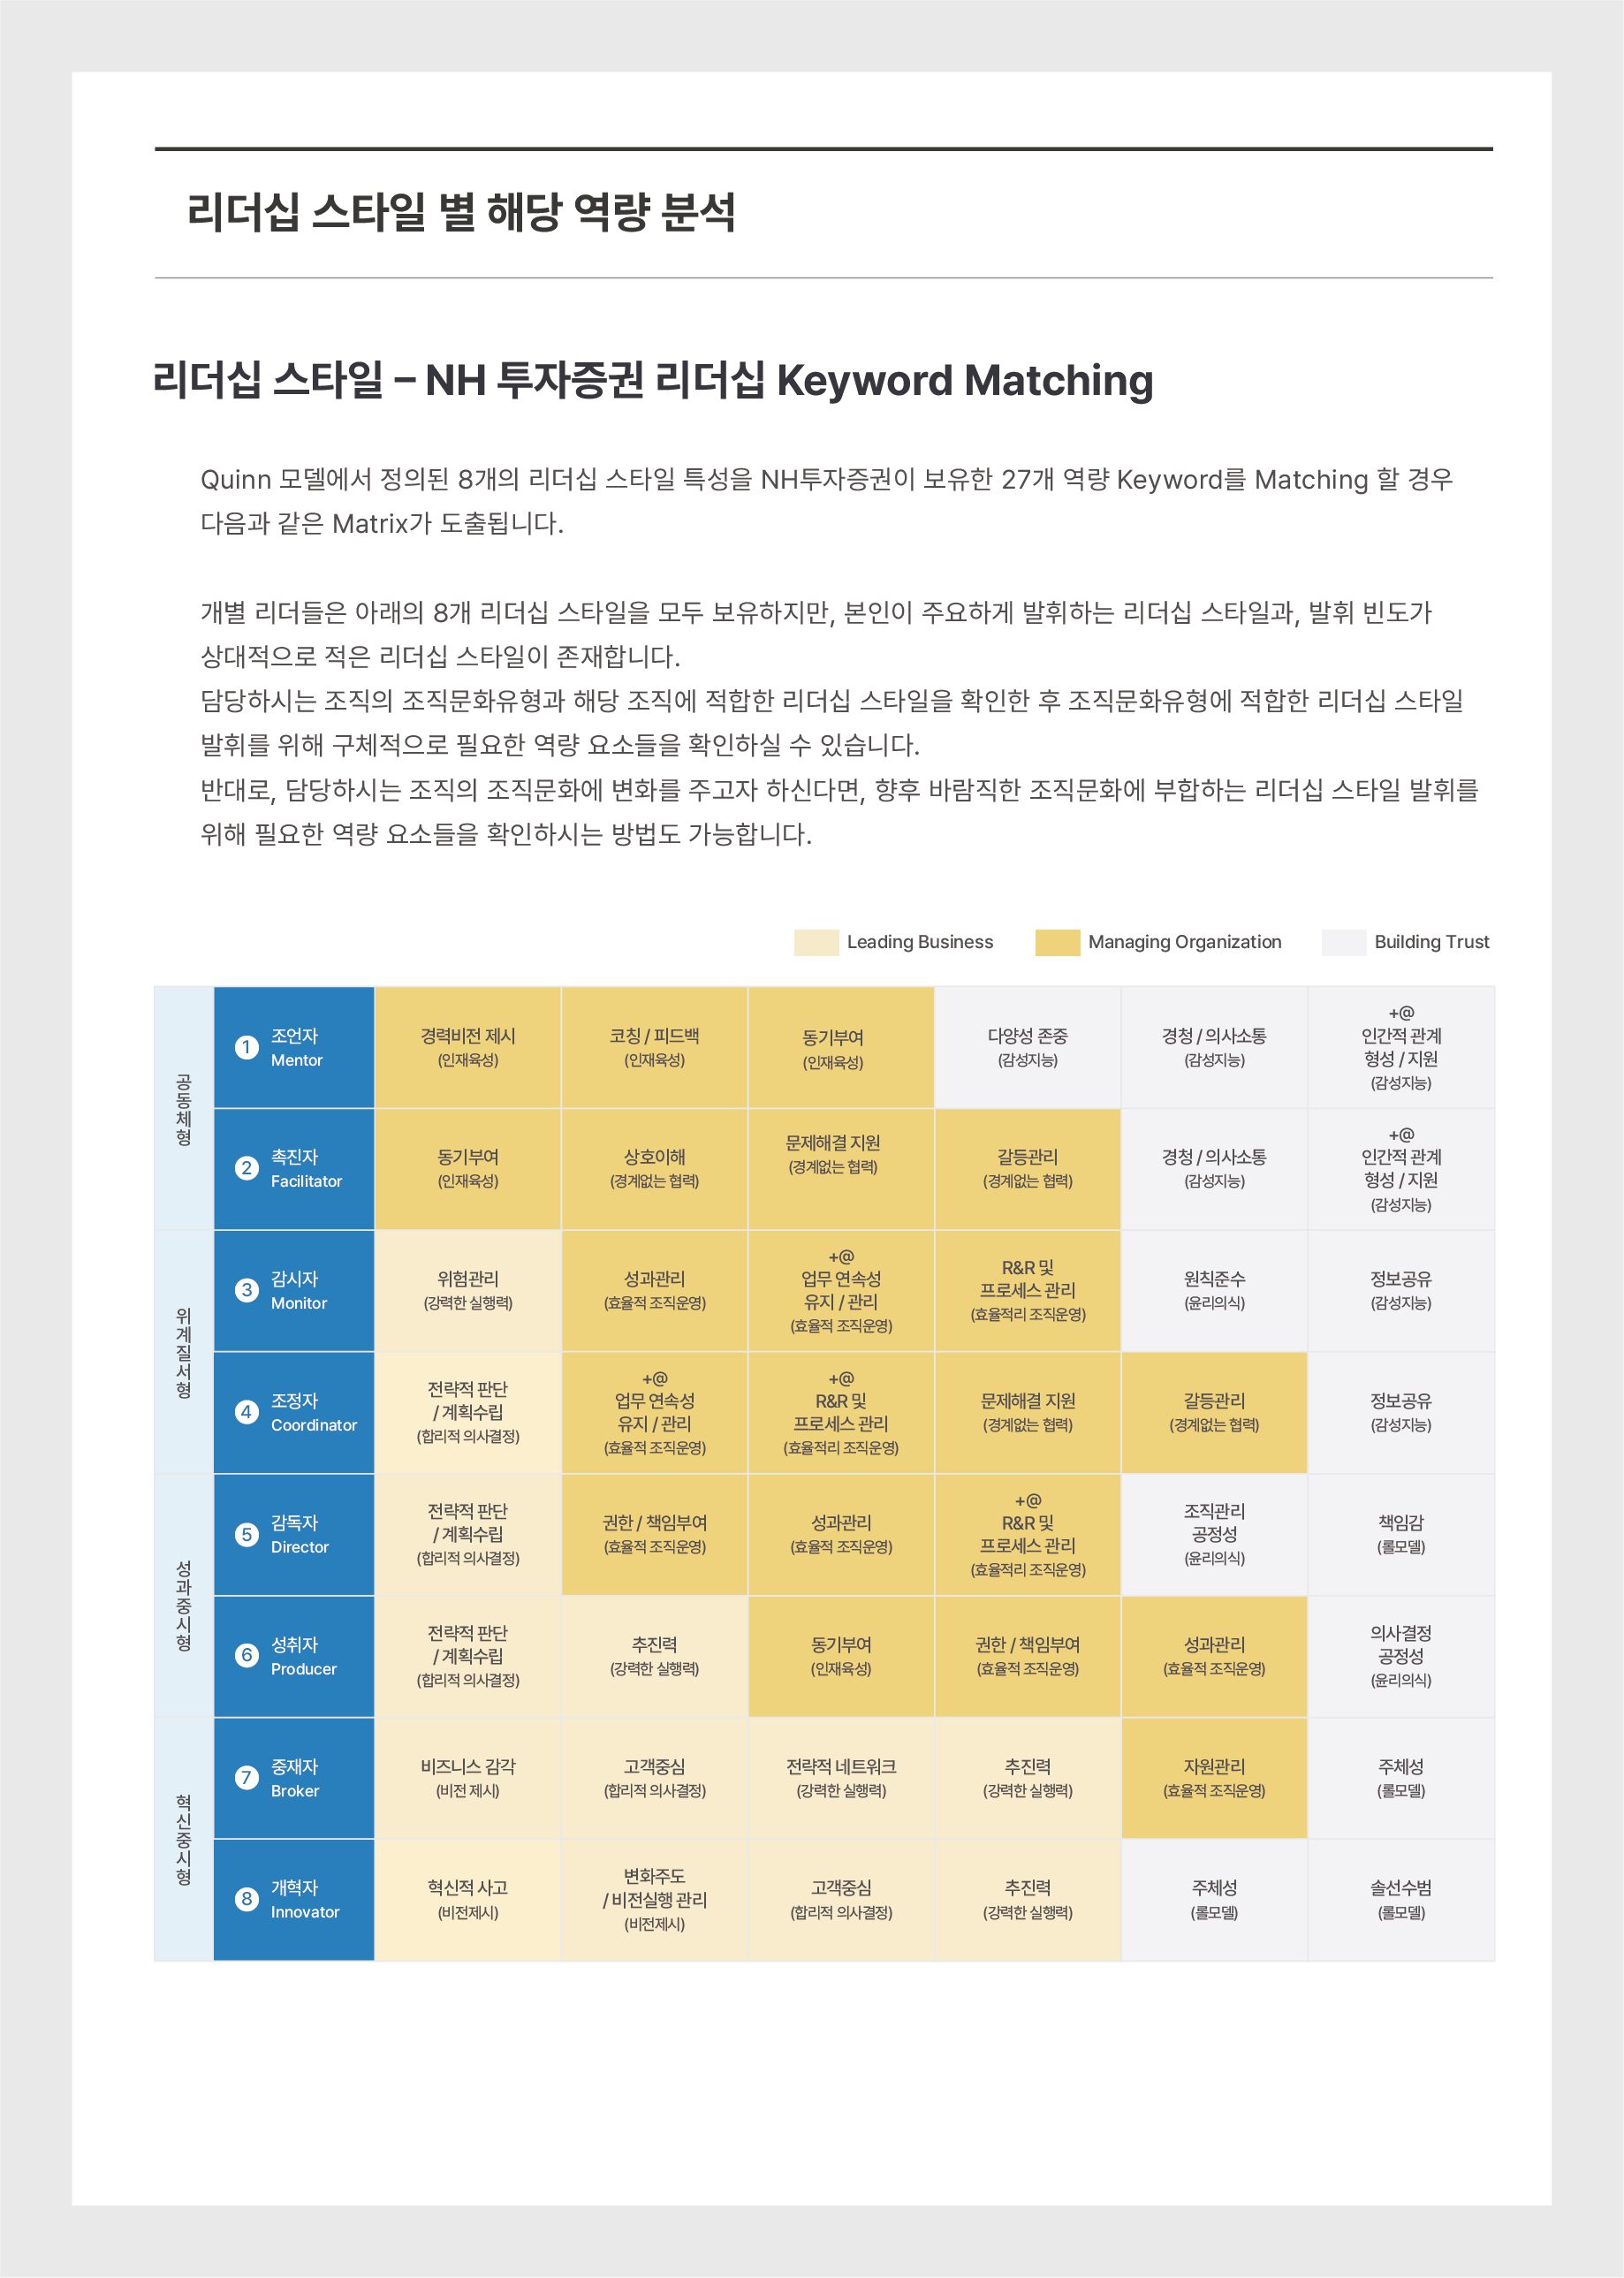 리더십 스타일 별 해당 역량 분석
리더십 스타일 – NH 투자증권 리더십 Keyword Matching
Quinn 모델에서 정의된 8개의 리더십 스타일 특성을 NH투자증권이 보유한 27개 역량 Keyword를 Matching 할 경우
다음과 같은 Matrix가 도출됩니다.
개별 리더들은 아래의 8개 리더십 스타일을 모두 보유하지만, 본인이 주요하게 발휘하는 리더십 스타일과, 발휘 빈도가
상대적으로 적은 리더십 스타일이 존재합니다.
담당하시는 조직의 조직문화유형과 해당 조직에 적합한 리더십 스타일을 확인한 후 조직문화유형에 적합한 리더십 스타일
발휘를 위해 구체적으로 필요한 역량 요소들을 확인하실 수 있습니다.
반대로, 담당하시는 조직의 조직문화에 변화를 주고자 하신다면, 향후 바람직한 조직문화에 부합하는 리더십 스타일 발휘를
위해 필요한 역량 요소들을 확인하시는 방법도 가능합니다.
Leading Business
Managing Organization
Building Trust
공동체형
1
조언자
Mentor
경력비전 제시
(인재육성)
코칭 / 피드백
(인재육성)
동기부여
(인재육성)
다양성 존중
(감성지능)
경청 / 의사소통
(감성지능)
+@
인간적 관계
형성 / 지원
(감성지능)
2
촉진자
Facilitator
동기부여
(인재육성)
상호이해
(경계없는 협력)
문제해결 지원
(경계없는 협력)
갈등관리
(경계없는 협력)
경청 / 의사소통
(감성지능)
+@
인간적 관계
형성 / 지원
(감성지능)
위계질서형
3
감시자
Monitor
위험관리
(강력한 실행력)
성과관리
(효율적 조직운영)
+@
업무 연속성
유지 / 관리
(효율적 조직운영)
R&R 및
프로세스 관리
(효율적리 조직운영)
원칙준수
(윤리의식)
정보공유
(감성지능)
4
조정자
Coordinator
전략적 판단
/ 계획수립
(합리적 의사결정)
+@
업무 연속성
유지 / 관리
(효율적 조직운영)
+@
R&R 및
프로세스 관리
(효율적리 조직운영)
문제해결 지원
(경계없는 협력)
갈등관리
(경계없는 협력)
정보공유
(감성지능)
성과중시형
5
감독자
Director
전략적 판단
/ 계획수립
(합리적 의사결정)
권한 / 책임부여
(효율적 조직운영)
성과관리
(효율적 조직운영)
+@
R&R 및
프로세스 관리
(효율적리 조직운영)
조직관리
공정성
(윤리의식)
책임감
(롤모델)
6
성취자
Producer
전략적 판단
/ 계획수립
(합리적 의사결정)
추진력
(강력한 실행력)
동기부여
(인재육성)
권한 / 책임부여
(효율적 조직운영)
성과관리
(효율적 조직운영)
의사결정
공정성
(윤리의식)
혁신중시형
7
중재자
Broker
비즈니스 감각
(비전 제시)
고객중심
(합리적 의사결정)
전략적 네트워크
(강력한 실행력)
추진력
(강력한 실행력)
자원관리
(효율적 조직운영)
주체성
(롤모델)
8
개혁자
Innovator
혁신적 사고
(비전제시)
변화주도
/ 비전실행 관리
(비전제시)
고객중심
(합리적 의사결정)
추진력
(강력한 실행력)
주체성
(롤모델)
솔선수범
(롤모델)